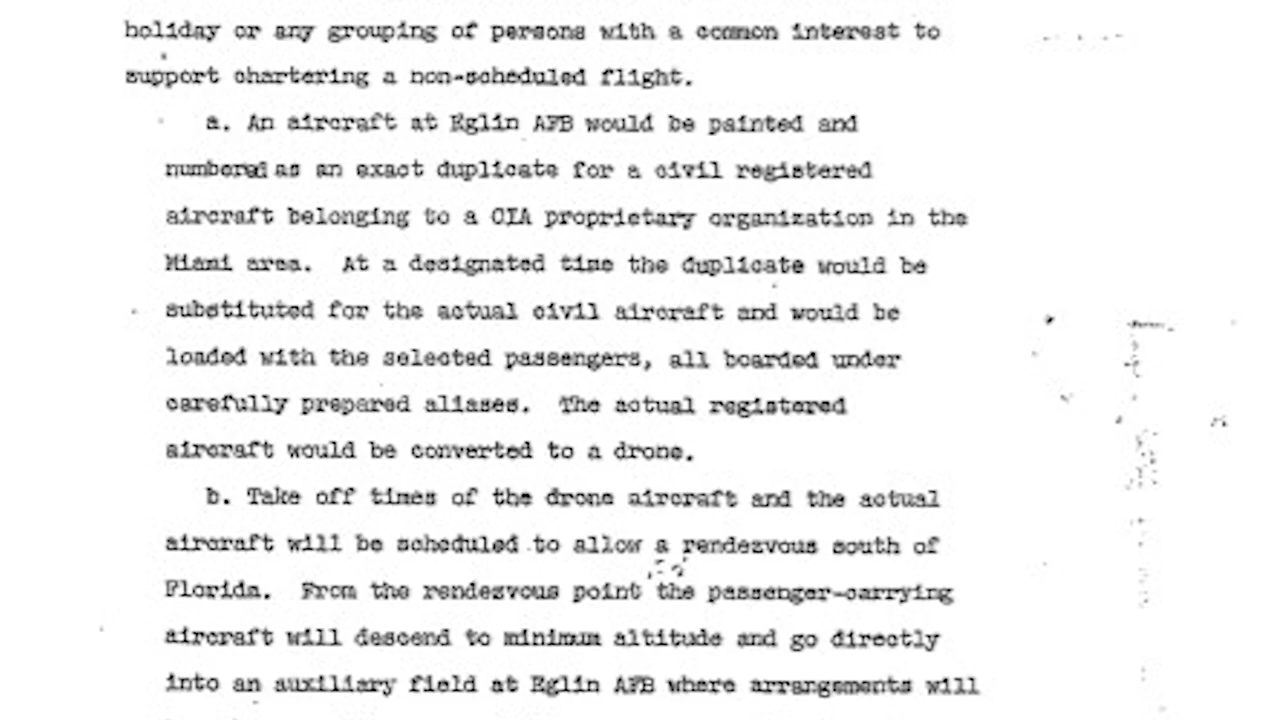 holiday or any grouping of persons with a common interest to
support chartering a non-scheduled flight.
a. An aircraft at Eglin AFB would be painted and
numbered as an exact duplicate for a civil registered
aircraft belonging to a CIA proprietary organization in the
Miami area. At a designated time the duplicate would be
substituted for the actual civil aircraft and would be
loaded with the selected passengers, all boarded under
carefully prepared aliases. The actual registered
aircraft would be converted to a drone.
b. Take off times of the drone aircraft and the actual
aircraft will be scheduled to allow a rendezvous south of
Florida. From the rendezvous point the passenger-carrying
aircraft will descend to minimum altitude and go directly
into an auxiliary field at Eglin AFB where arrangements will